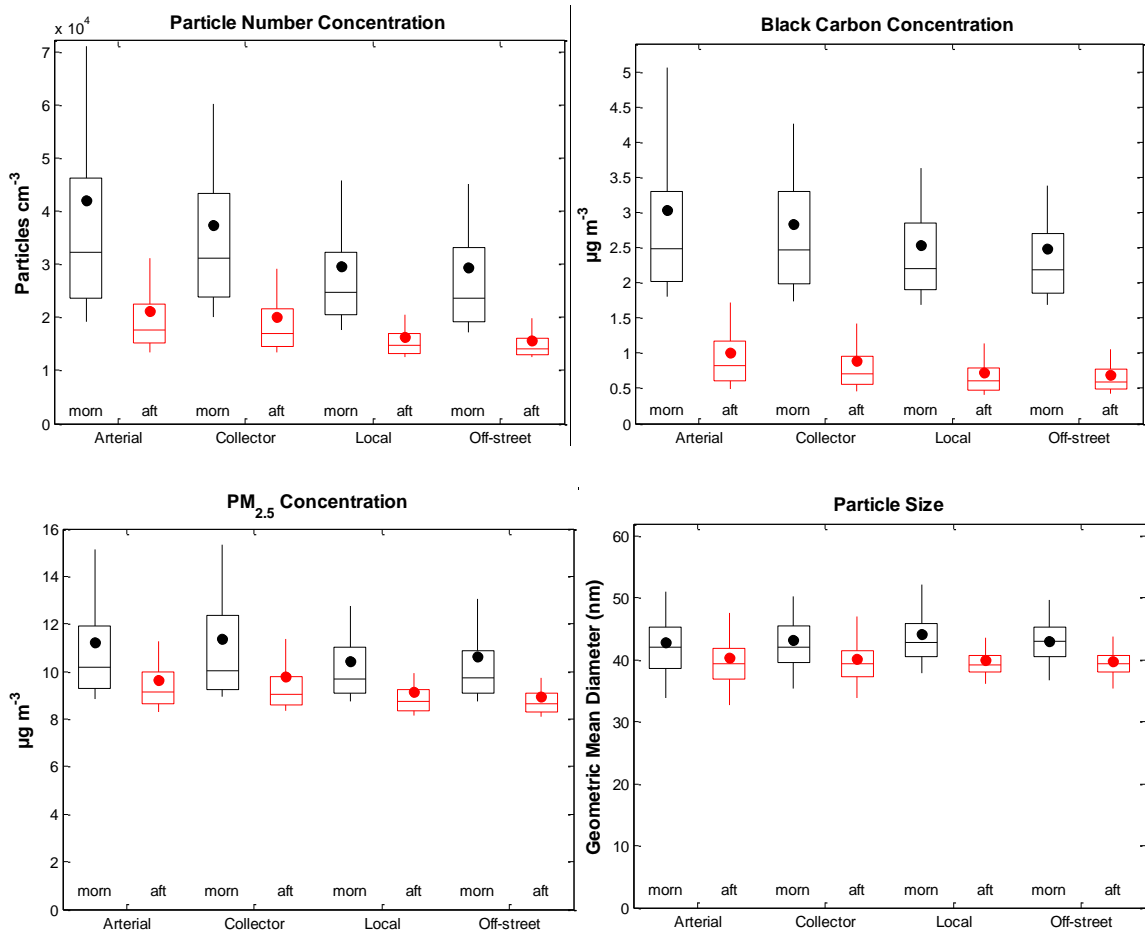 Particle Number Concentration
x 10⁴
7
6
5
4
3
2
1
0
Particles cm⁻³
morn aft morn aft morn aft morn aft
Arterial Collector Local Off-street
Black Carbon Concentration
5
4.5
4
3.5
3
2.5
2
1.5
1
0.5
0
µg m⁻³
morn aft morn aft morn aft morn aft
Arterial Collector Local Off-street
PM₂.₅ Concentration
16
14
12
10
8
6
4
2
0
µg m⁻³
morn aft morn aft morn aft morn aft
Arterial Collector Local Off-street
Particle Size
60
50
40
30
20
10
0
Geometric Mean Diameter (nm)
morn aft morn aft morn aft morn aft
Arterial Collector Local Off-street